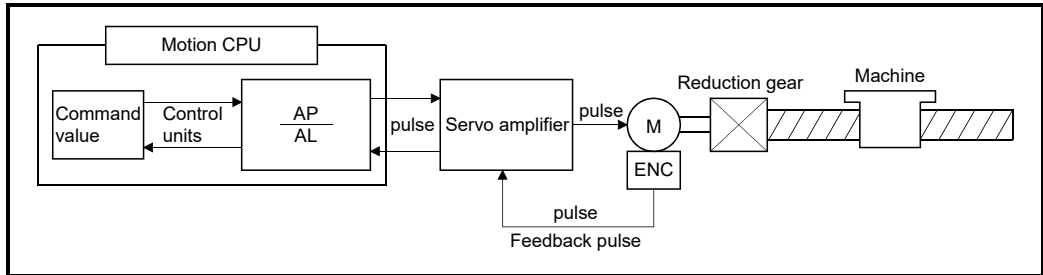 Motion CPU
Command
value
Control
units
AP
AL
pulse
Servo amplifier
pulse
M
ENC
Reduction gear
Machine
pulse
Feedback pulse